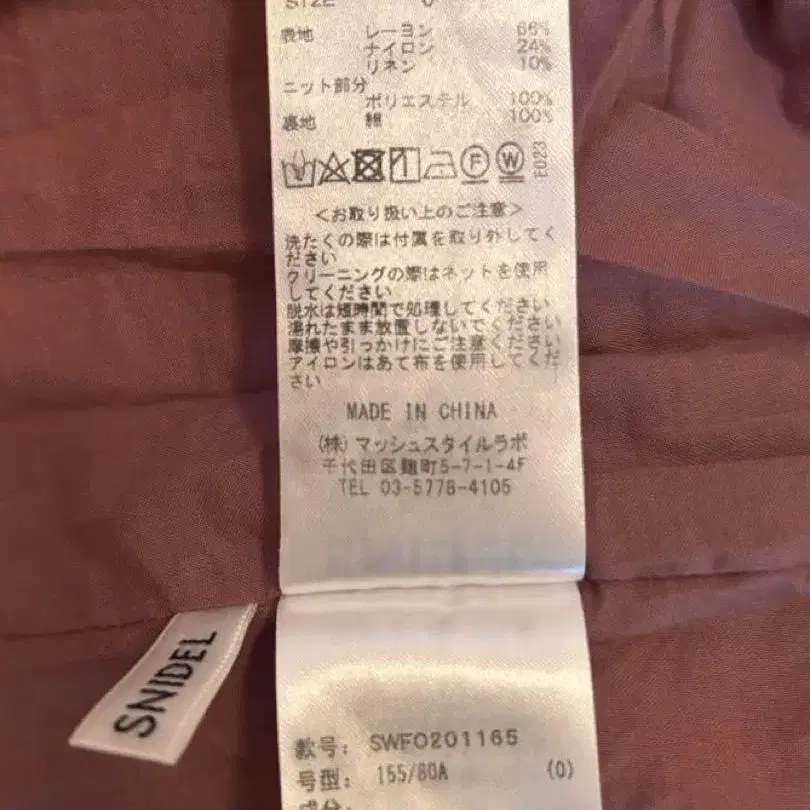 SIZE 0
表地 レーヨン 66%
ナイロン 24%
リネン 10%
ニット部分
ポリエステル 100%
裏地 綿 100%
F W E023
<お取り扱い上のご注意>
洗たくの際は付属を取り外してく
ださい
クリーニングの際はネットを使用
してください
脱水は短時間で処理してください
濡れたまま放置しないでください
摩擦や引っかけにご注意ください
アイロンはあて布を使用してくだ
さい
MADE IN CHINA
(株)マッシュスタイルラボ
千代田区麹町5-7-1-4F
TEL 03-5778-4105
SNIDEL
款号: SWFO201165
号型: 155/80A (0)
成分: